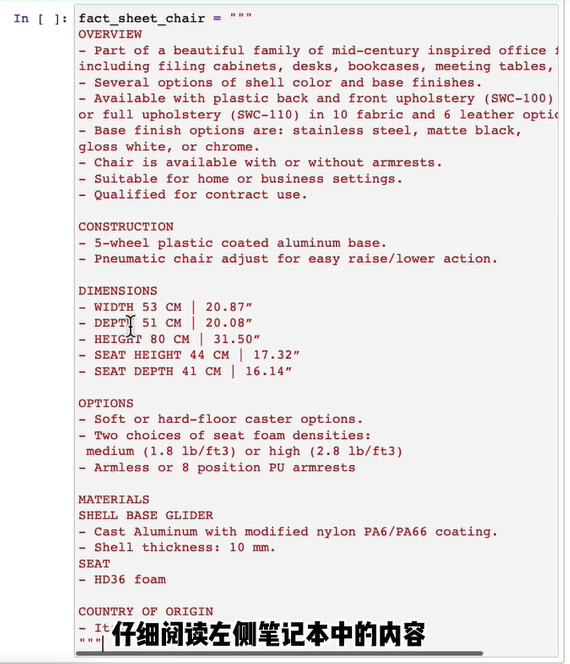 In [ ]: fact_sheet_chair = """
OVERVIEW
- Part of a beautiful family of mid-century inspired office
including filing cabinets, desks, bookcases, meeting tables,
- Several options of shell color and base finishes.
- Available with plastic back and front upholstery (SWC-100)
or full upholstery (SWC-110) in 10 fabric and 6 leather
- Base finish options are: stainless steel, matte black,
gloss white, or chrome.
- Chair is available with or without armrests.
- Suitable for home or business settings.
- Qualified for contract use.
CONSTRUCTION
- 5-wheel plastic coated aluminum base.
- Pneumatic chair adjust for easy raise/lower action.
DIMENSIONS
- WIDTH 53 CM | 20.87”
- DEPTH 51 CM | 20.08”
- HEIGHT 80 CM | 31.50”
- SEAT HEIGHT 44 CM | 17.32”
- SEAT DEPTH 41 CM | 16.14”
OPTIONS
- Soft or hard-floor caster options.
- Two choices of seat foam densities:
medium (1.8 lb/ft3) or high (2.8 lb/ft3)
- Armless or 8 position PU armrests
MATERIALS
SHELL BASE GLIDER
- Cast Aluminum with modified nylon PA6/PA66 coating.
- Shell thickness: 10 mm.
SEAT
- HD36 foam
COUNTRY OF ORIGIN
- It
"""
仔细阅读左侧笔记本中的内容